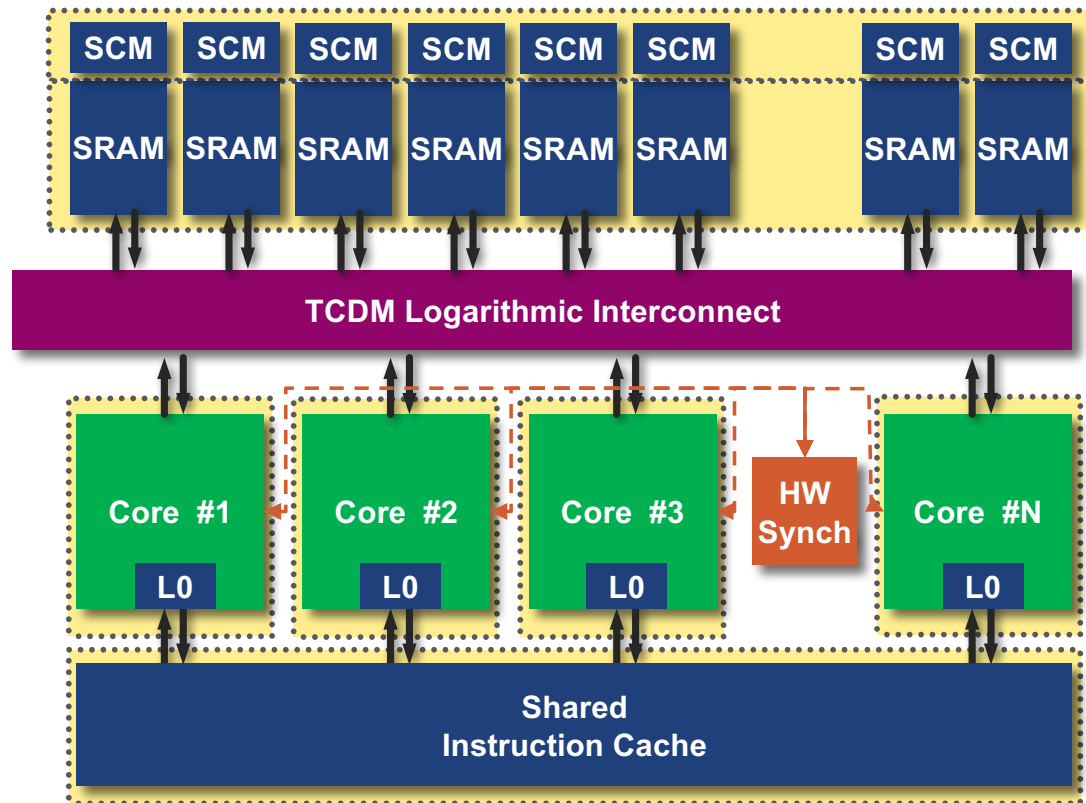 SCM SCM SCM SCM SCM SCM SCM SCM
SRAM SRAM SRAM SRAM SRAM SRAM SRAM SRAM
TCDM Logarithmic Interconnect
Core #1 Core #2 Core #3 HW Synch Core #N
L0 L0 L0 L0
Shared
Instruction Cache